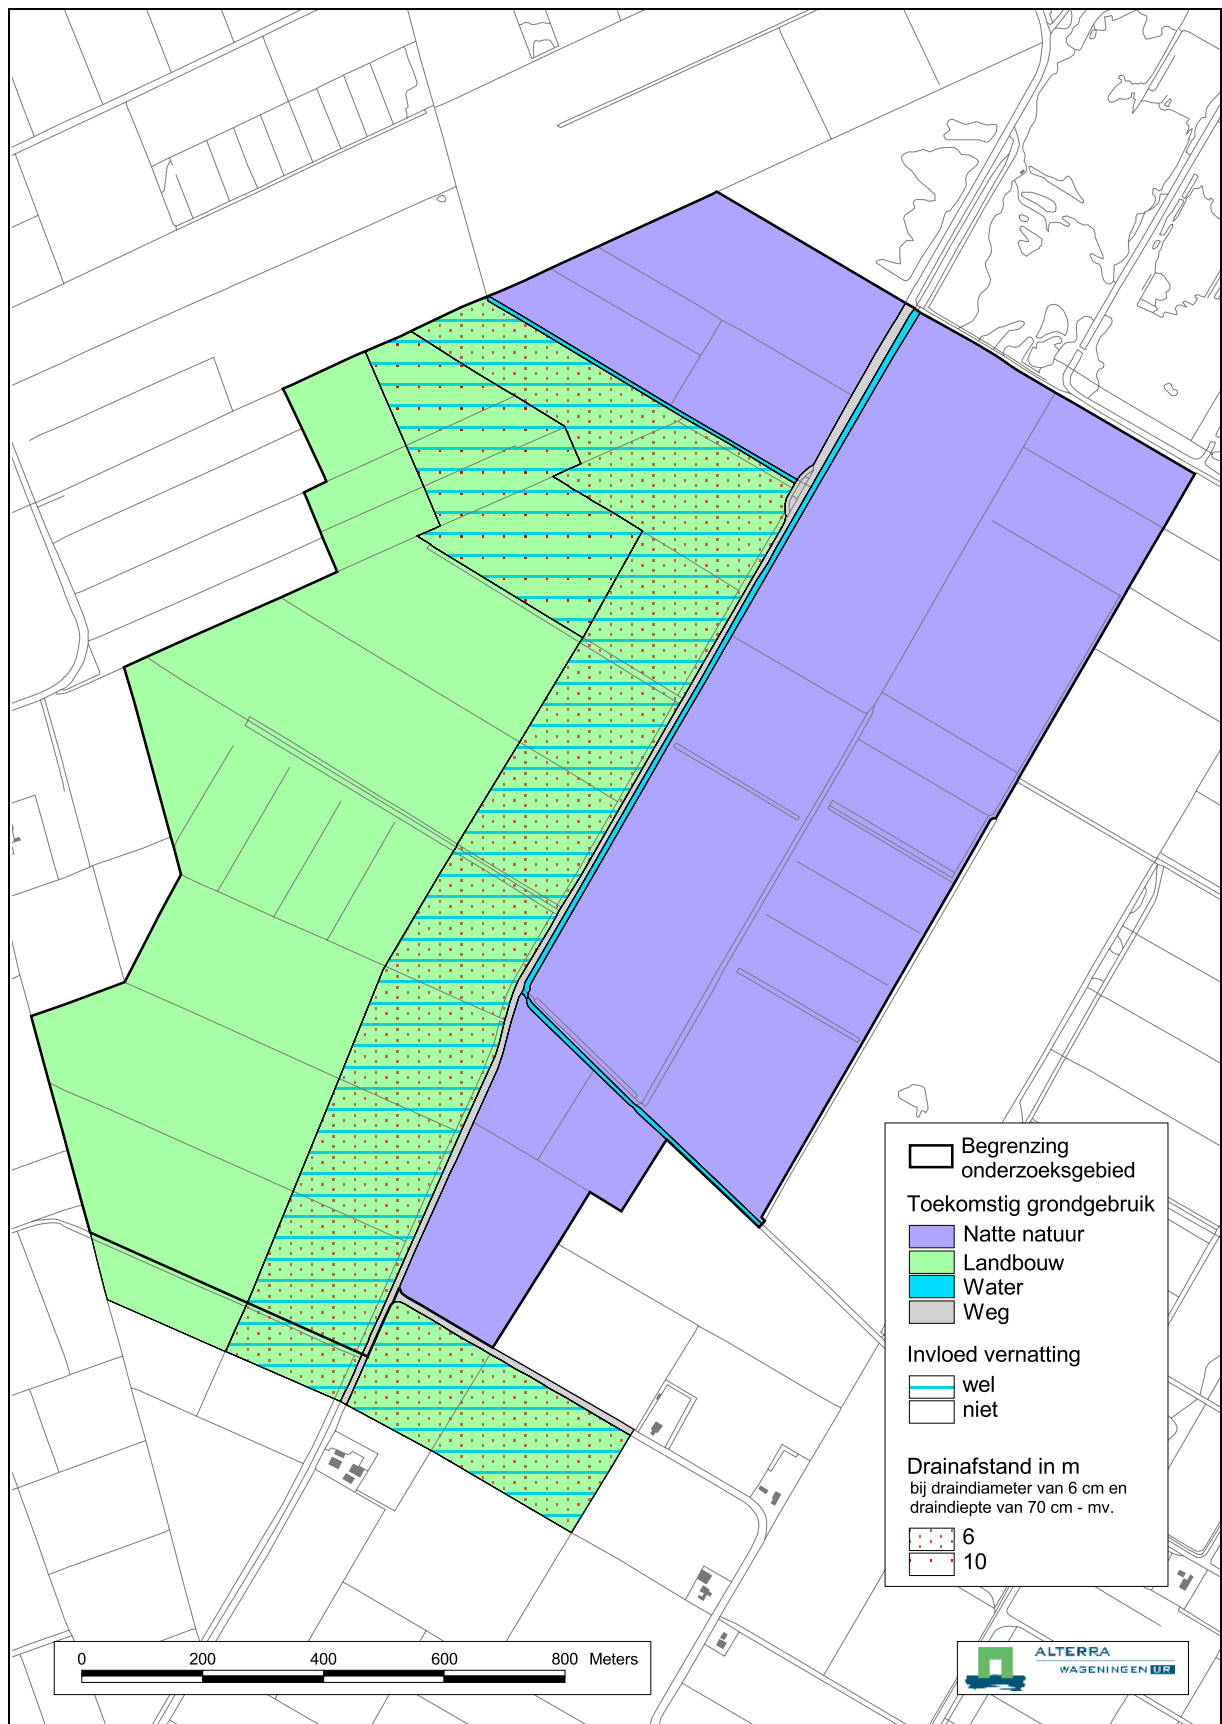 Begrenzing
onderzoeksgebied
Toekomstig grondgebruik
Natte natuur
Landbouw
Water
Weg
Invloed vernatting
wel
niet
Drainafstand in m
bij draindiameter van 6 cm en
draindiepte van 70 cm - mv.
6
10
0 200 400 600 800 Meters
ALTERRA
WAGENINGEN UR